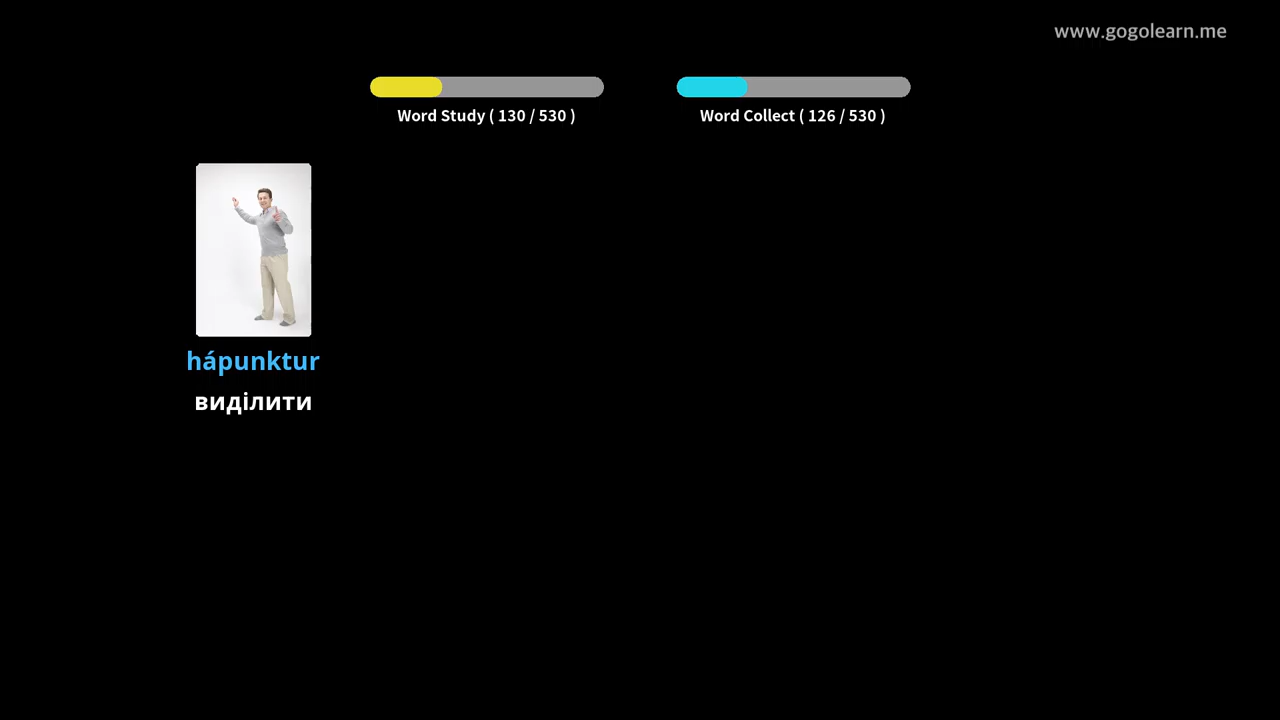 www.gogolearn.me
Word Study ( 130 / 530 )
Word Collect ( 126 / 530 )
hápunktur
виділити